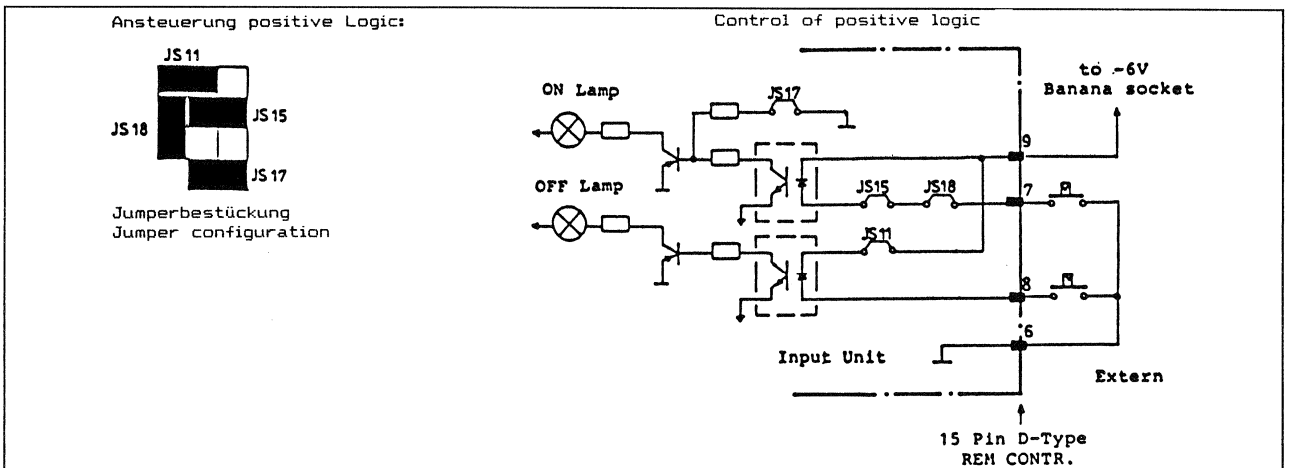 Ansteuerung positive Logic:
Control of positive logic
JS11
JS18
JS15
JS17
Jumperbestückung
Jumper configuration
ON Lamp
JS17
to -6V
Banana socket
9
OFF Lamp
JS15
JS18
7
JS11
8
6
Input Unit
Extern
15 Pin D-Type
REM CONTR.